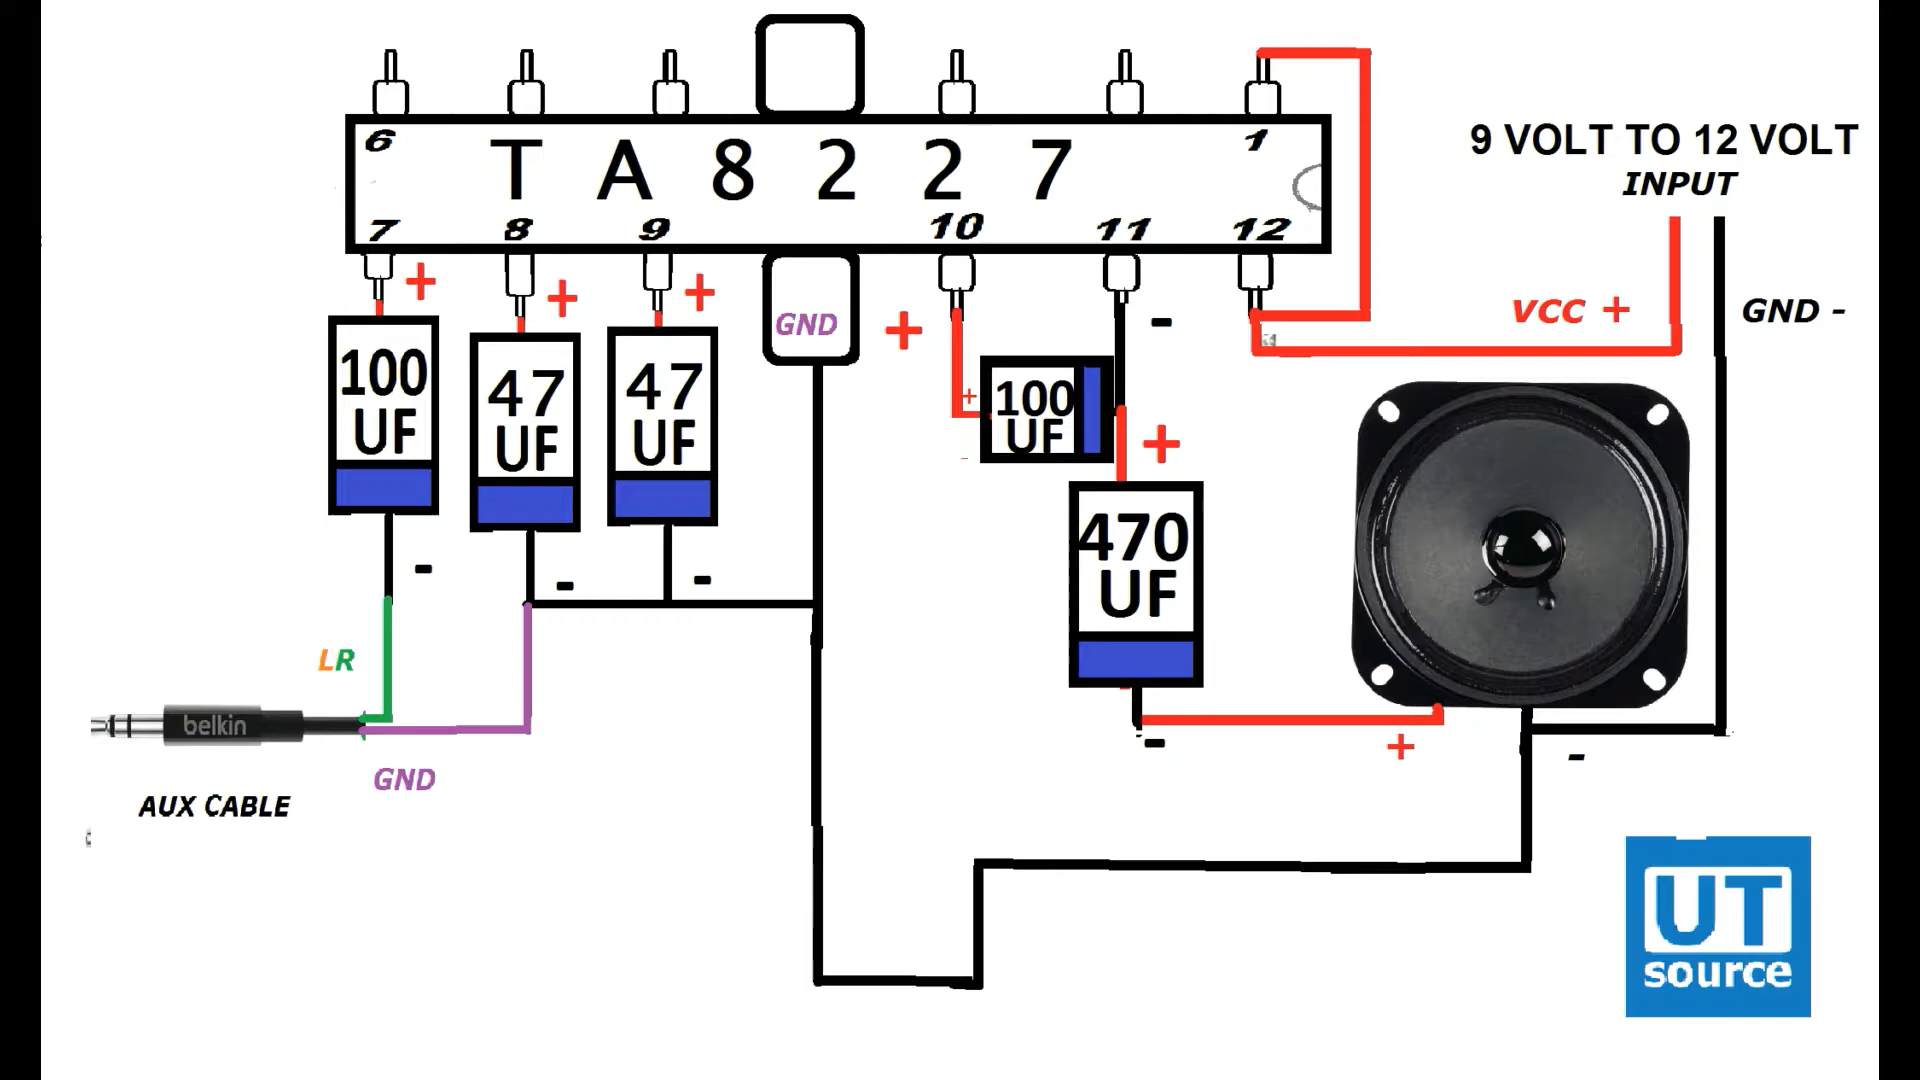 6
1
T A 8 2 2 7
7
8
9
10
11
12
9 VOLT TO 12 VOLT
INPUT
+
+
+
GND
+
-
VCC +
GND -
100
UF
47
UF
47
UF
+
100
UF
+
470
UF
-
-
-
LR
belkin
GND
AUX CABLE
-
+
-
UT
source